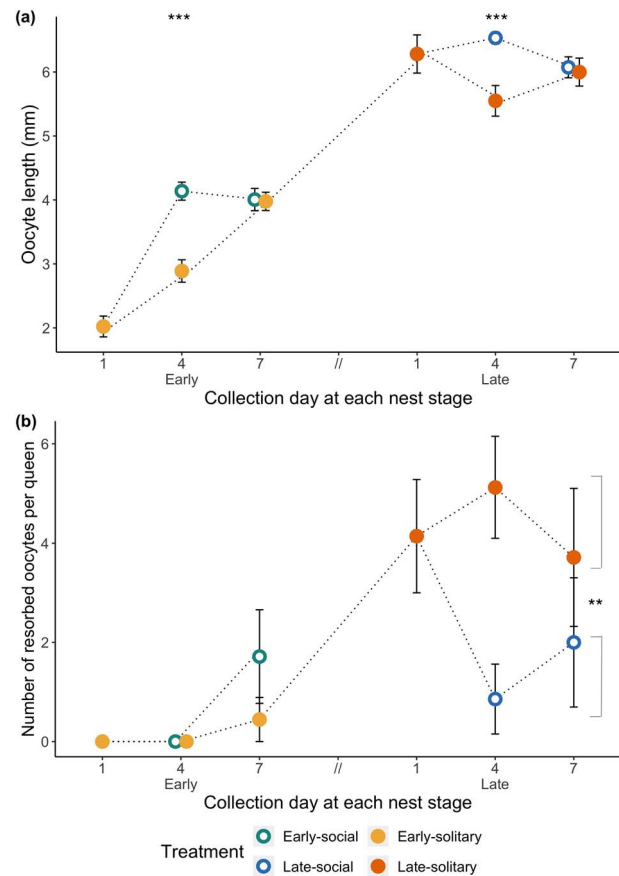 (a)
***
***
Oocyte length (mm)
6
5
4
3
2
1
4
7
//
1
4
7
Early
Late
Collection day at each nest stage
(b)
Number of resorbed oocytes per queen
6
4
2
0
**
1
4
7
//
1
4
7
Early
Late
Collection day at each nest stage
Treatment
Early-social
Early-solitary
Late-social
Late-solitary